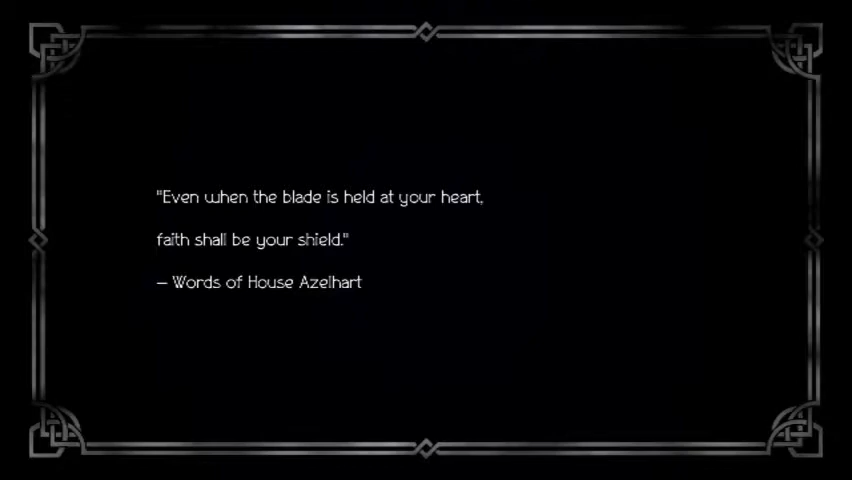 "Even when the blade is held at your heart,
faith shall be your shield."
— Words of House Azelhart